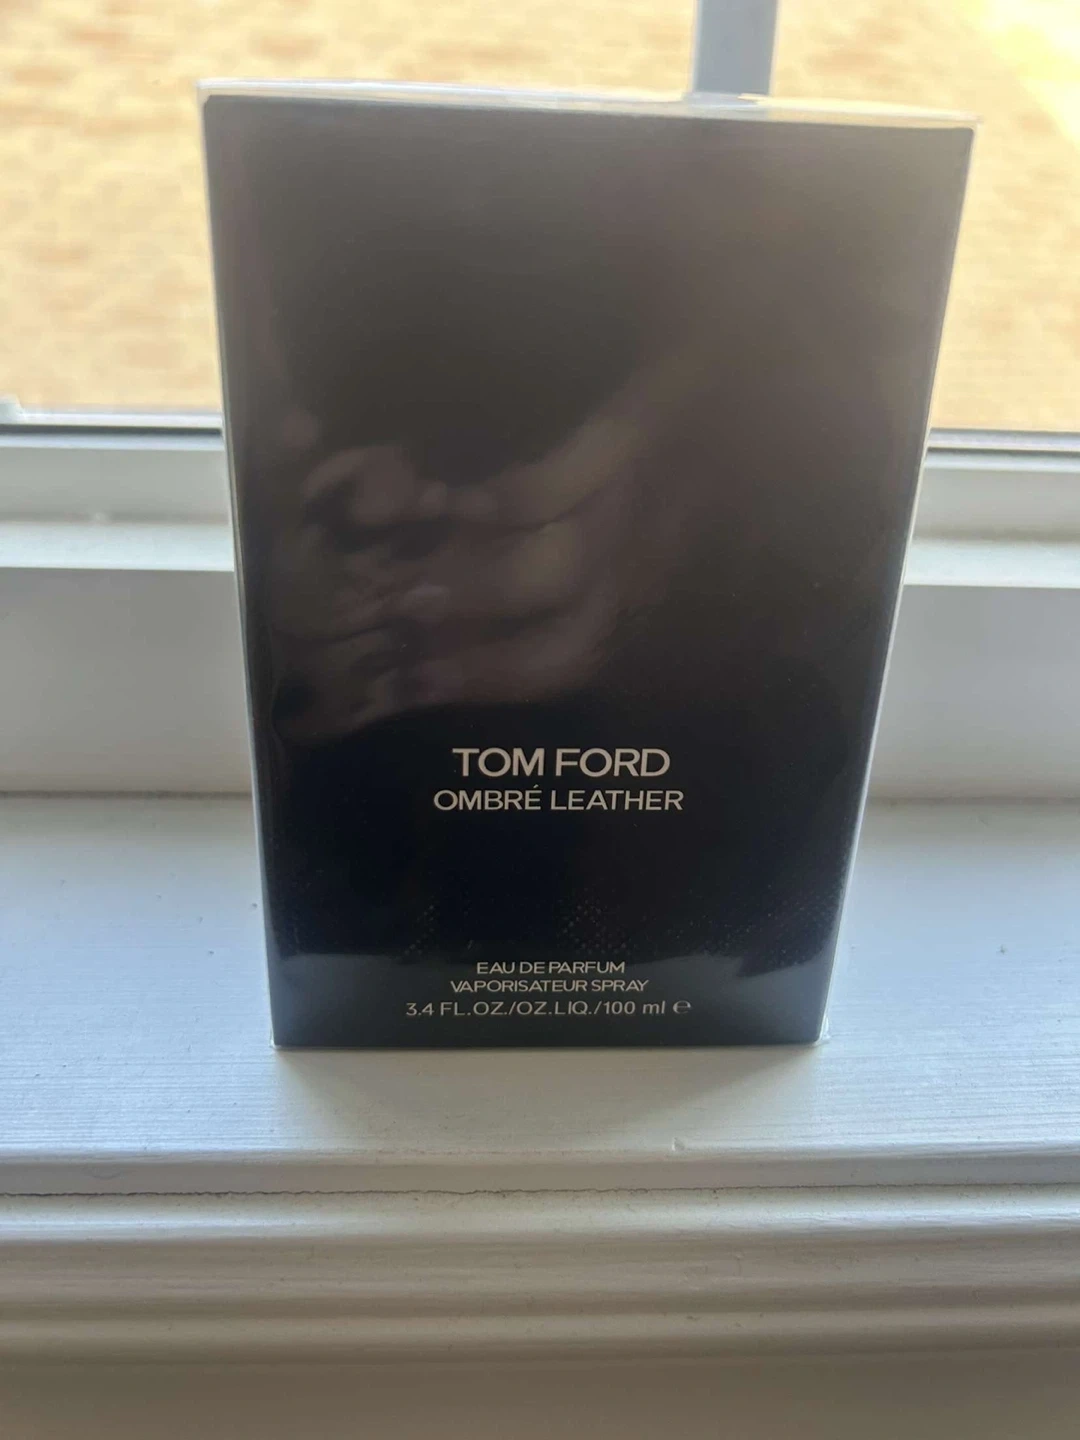 TOM FORD
OMBRÉ LEATHER
EAU DE PARFUM
VAPORISATEUR SPRAY
3.4 FL.OZ./OZ.LIQ./100 ml ℮